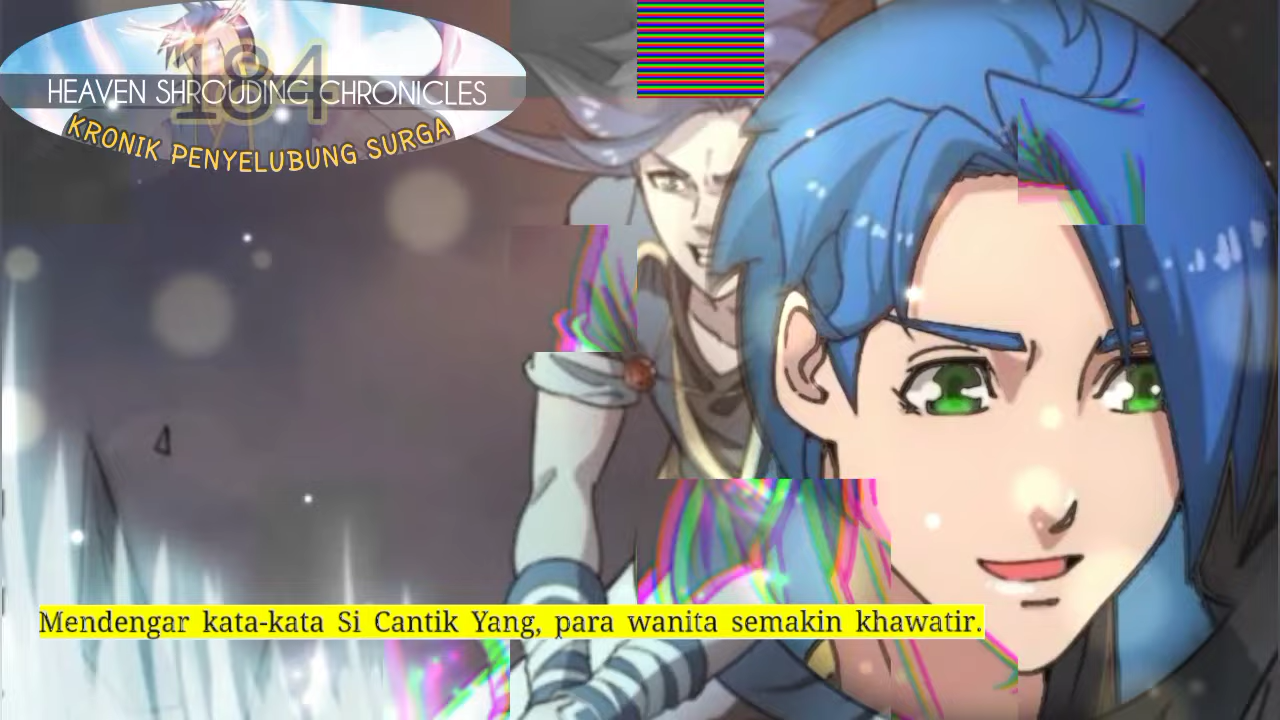 184
HEAVEN SHROUDING CHRONICLES
KRONIK PENYELUBUNG SURGA
Mendengar kata-kata Si Cantik Yang, para wanita semakin khawatir.